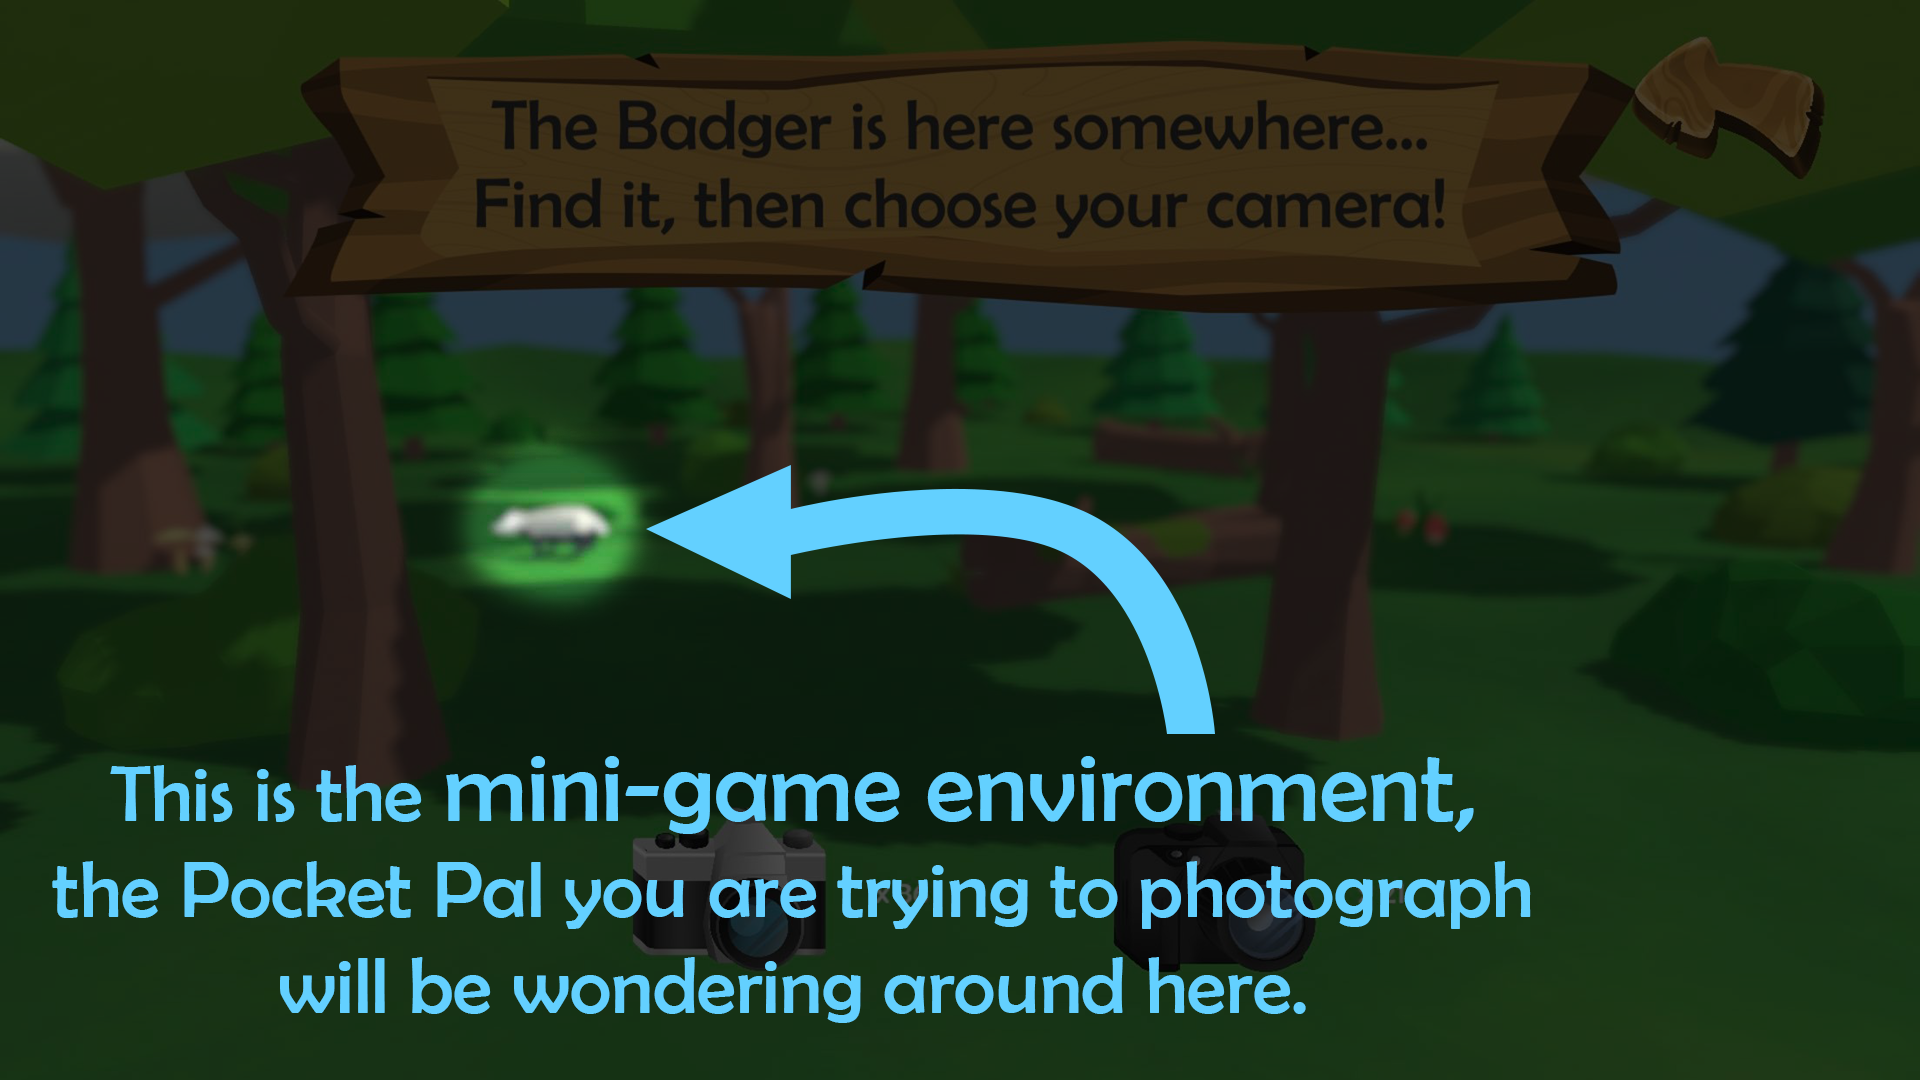 The Badger is here somewhere...
Find it, then choose your camera!
This is the mini-game environment,
the Pocket Pal you are trying to photograph
will be wondering around here.